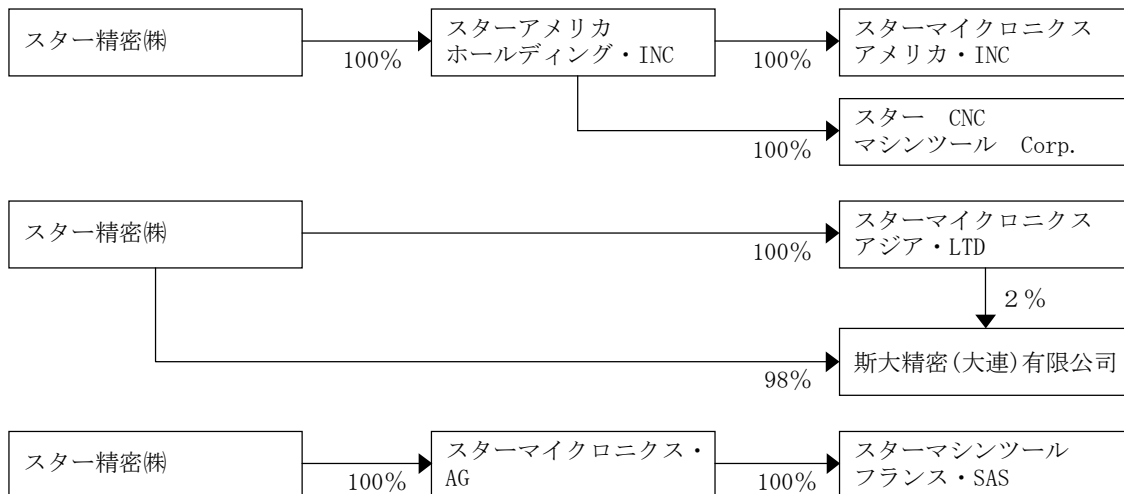 スター精密㈱
100％
スターアメリカ
ホールディング・INC
100％
スターマイクロニクス
アメリカ・INC
100％
スター　CNC
マシンツール　Corp.
スター精密㈱
100％
スターマイクロニクス
アジア・LTD
２％
98％
斯大精密(大連)有限公司
スター精密㈱
100％
スターマイクロニクス・
AG
100％
スターマシンツール
フランス・SAS